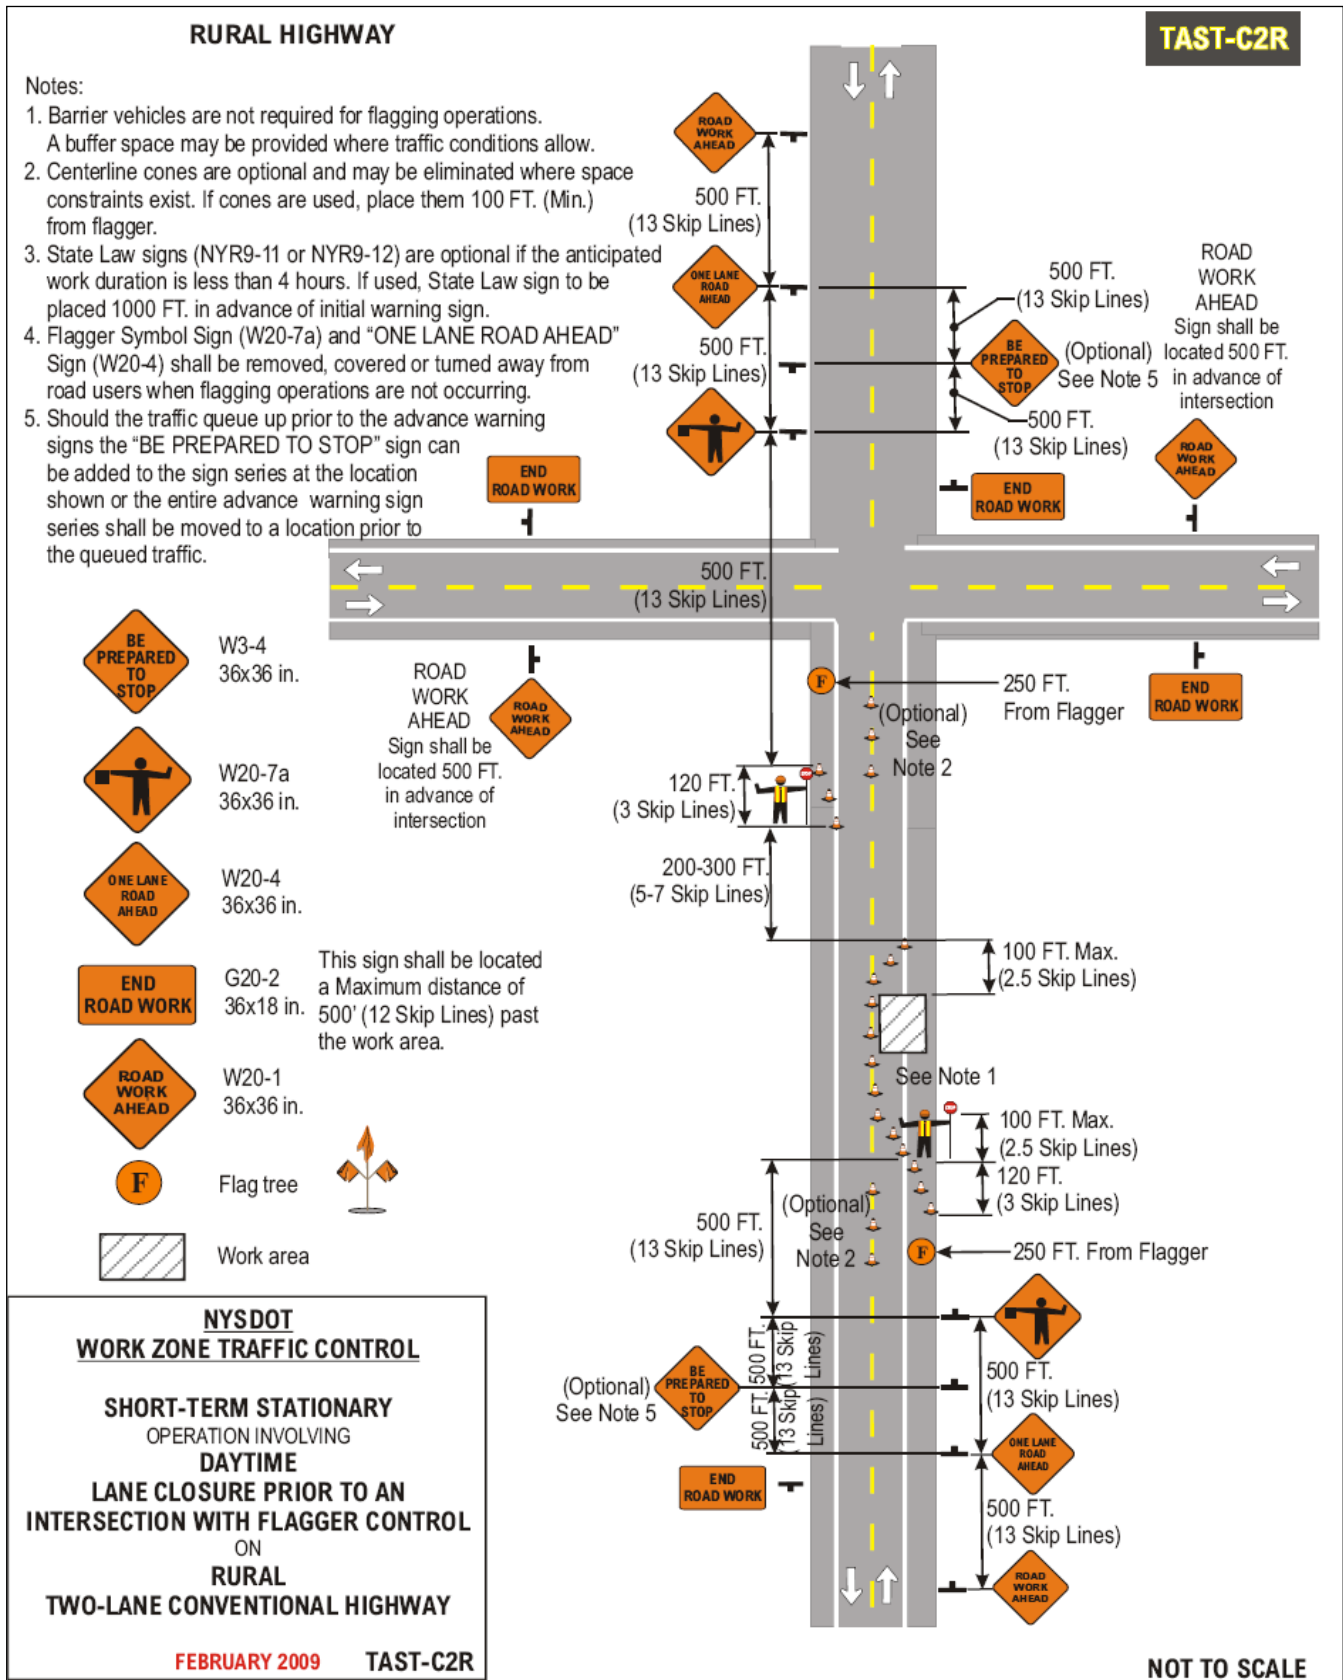 RURAL HIGHWAY
TAST-C2R
Notes:
1. Barrier vehicles are not required for flagging operations.
A buffer space may be provided where traffic conditions allow.
2. Centerline cones are optional and may be eliminated where space
constraints exist. If cones are used, place them 100 FT. (Min.)
from flagger.
3. State Law signs (NYR9-11 or NYR9-12) are optional if the anticipated
work duration is less than 4 hours. If used, State Law sign to be
placed 1000 FT. in advance of initial warning sign.
4. Flagger Symbol Sign (W20-7a) and “ONE LANE ROAD AHEAD”
Sign (W20-4) shall be removed, covered or turned away from
road users when flagging operations are not occurring.
5. Should the traffic queue up prior to the advance warning
signs the “BE PREPARED TO STOP” sign can
be added to the sign series at the location
shown or the entire advance warning sign
series shall be moved to a location prior to
the queued traffic.
ROAD
WORK
AHEAD
500 FT.
(13 Skip Lines)
ONE LANE
ROAD
AHEAD
500 FT.
(13 Skip Lines)
500 FT.
(13 Skip Lines)
BE
PREPARED
TO
STOP
(Optional)
See Note 5
500 FT.
(13 Skip Lines)
ROAD
WORK
AHEAD
Sign shall be
located 500 FT.
in advance of
intersection
ROAD
WORK
AHEAD
END
ROAD WORK
END
ROAD WORK
500 FT.
(13 Skip Lines)
BE
PREPARED
TO
STOP
W3-4
36x36 in.
W20-7a
36x36 in.
ONE LANE
ROAD
AHEAD
W20-4
36x36 in.
END
ROAD WORK
G20-2
36x18 in.
This sign shall be located
a Maximum distance of
500' (12 Skip Lines) past
the work area.
ROAD
WORK
AHEAD
W20-1
36x36 in.
F
Flag tree
Work area
ROAD
WORK
AHEAD
Sign shall be
located 500 FT.
in advance of
intersection
ROAD
WORK
AHEAD
F
250 FT.
From Flagger
END
ROAD WORK
(Optional)
See
Note 2
120 FT.
(3 Skip Lines)
STOP
200-300 FT.
(5-7 Skip Lines)
100 FT. Max.
(2.5 Skip Lines)
See Note 1
STOP
100 FT. Max.
(2.5 Skip Lines)
120 FT.
(3 Skip Lines)
500 FT.
(13 Skip Lines)
(Optional)
See
Note 2
F
250 FT. From Flagger
500 FT.
(13 Skip
Lines)
500 FT.
(13 Skip
Lines)
(Optional)
See Note 5
BE
PREPARED
TO
STOP
500 FT.
(13 Skip Lines)
ONE LANE
ROAD
AHEAD
END
ROAD WORK
500 FT.
(13 Skip Lines)
ROAD
WORK
AHEAD
NYSDOT
WORK ZONE TRAFFIC CONTROL
SHORT-TERM STATIONARY
OPERATION INVOLVING
DAYTIME
LANE CLOSURE PRIOR TO AN
INTERSECTION WITH FLAGGER CONTROL
ON
RURAL
TWO-LANE CONVENTIONAL HIGHWAY
FEBRUARY 2009 TAST-C2R
NOT TO SCALE